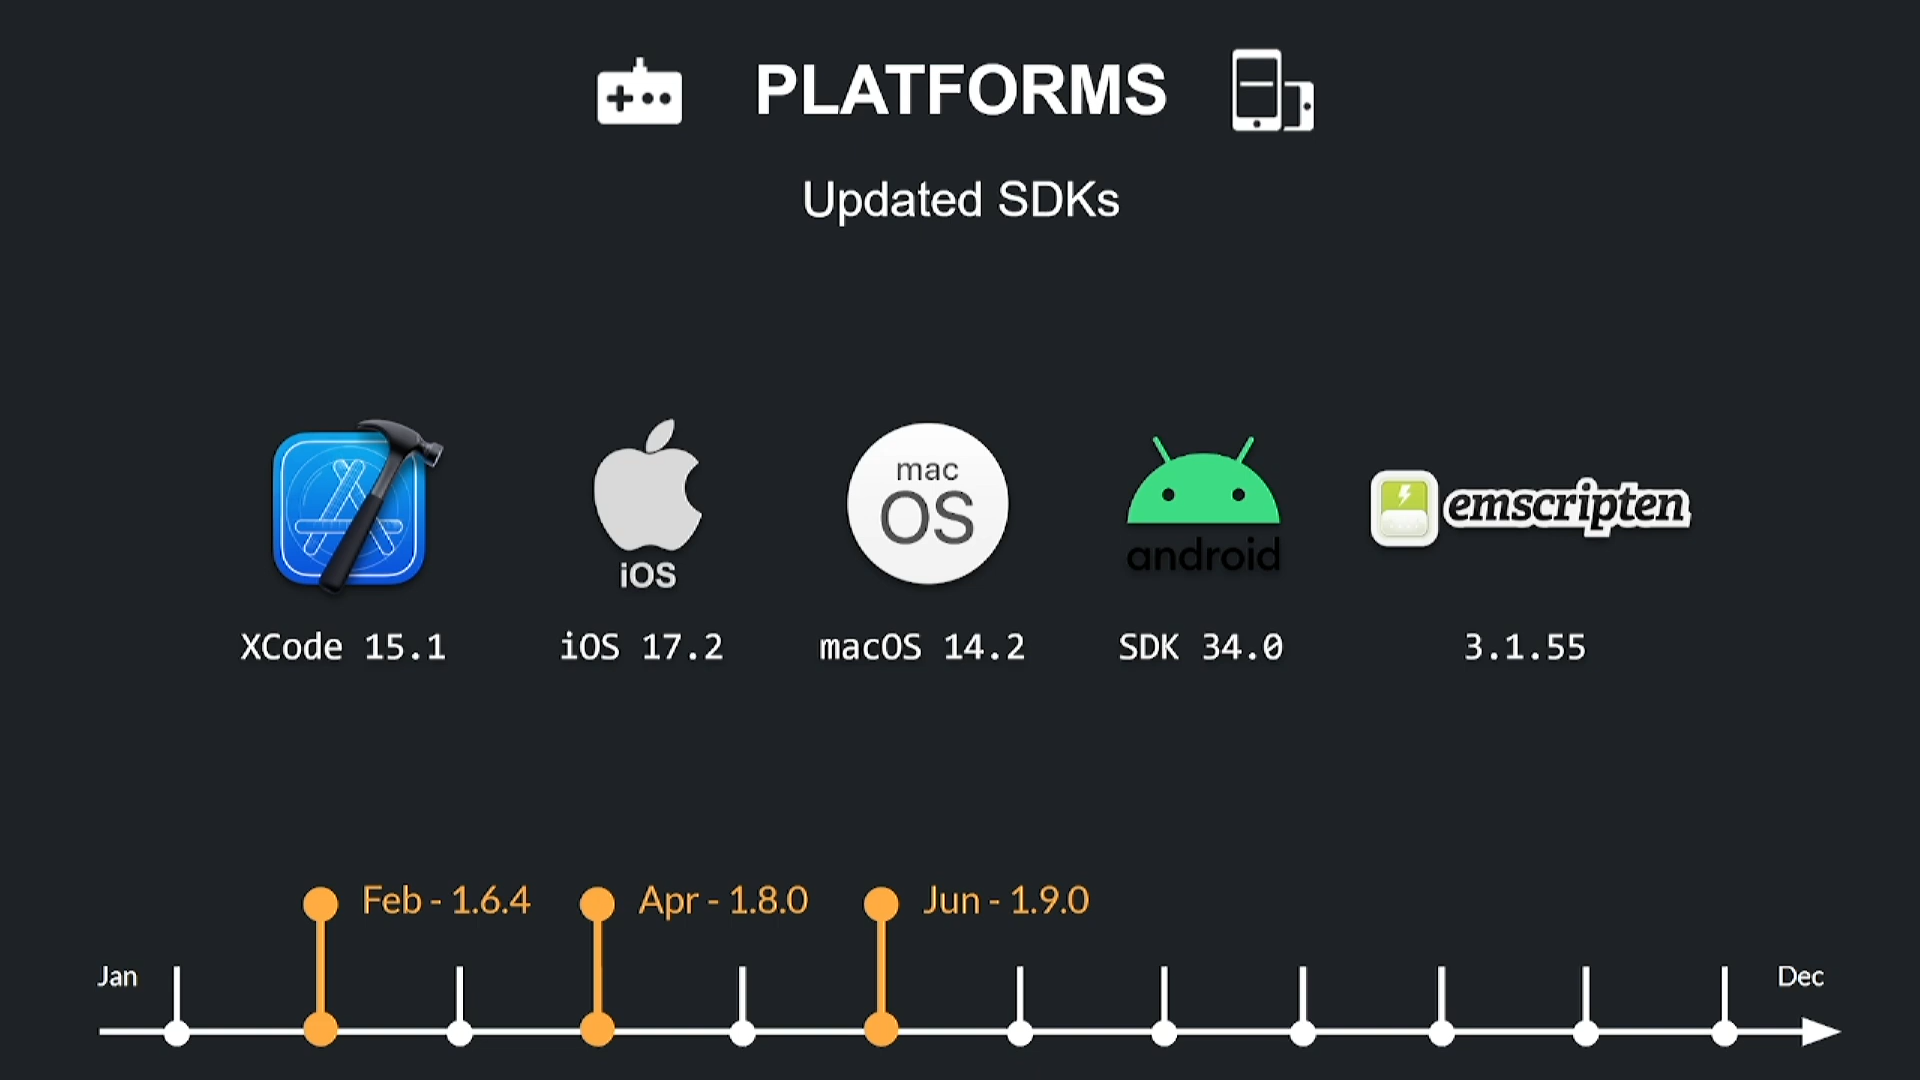 PLATFORMS
Updated SDKs
iOS
mac
OS
android
emscripten
XCode 15.1
iOS 17.2
macOS 14.2
SDK 34.0
3.1.55
Feb - 1.6.4
Apr - 1.8.0
Jun - 1.9.0
Jan
Dec